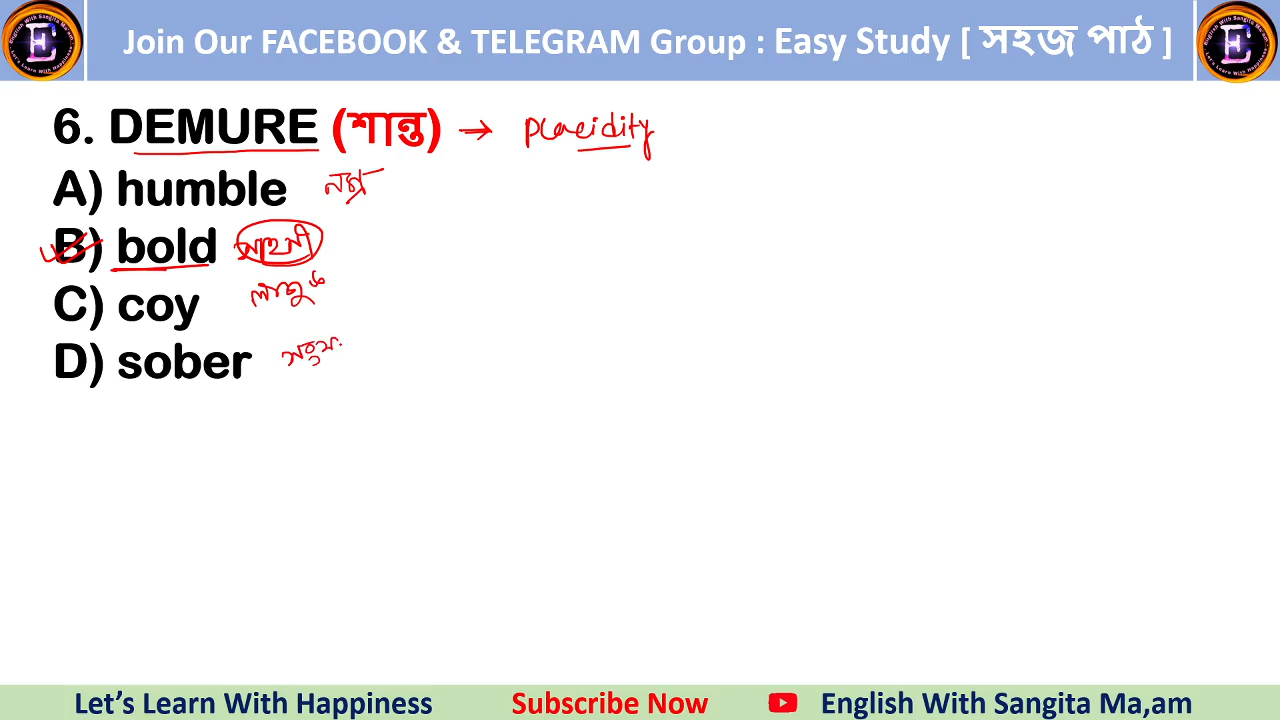 Join Our FACEBOOK & TELEGRAM Group : Easy Study [ সহজ পাঠ ]
6. DEMURE (শান্ত) → Placidity
A) humble নম্র
B) bold সাহসী
C) coy লাজুক
D) sober
Let's Learn With Happiness Subscribe Now English With Sangita Ma,am